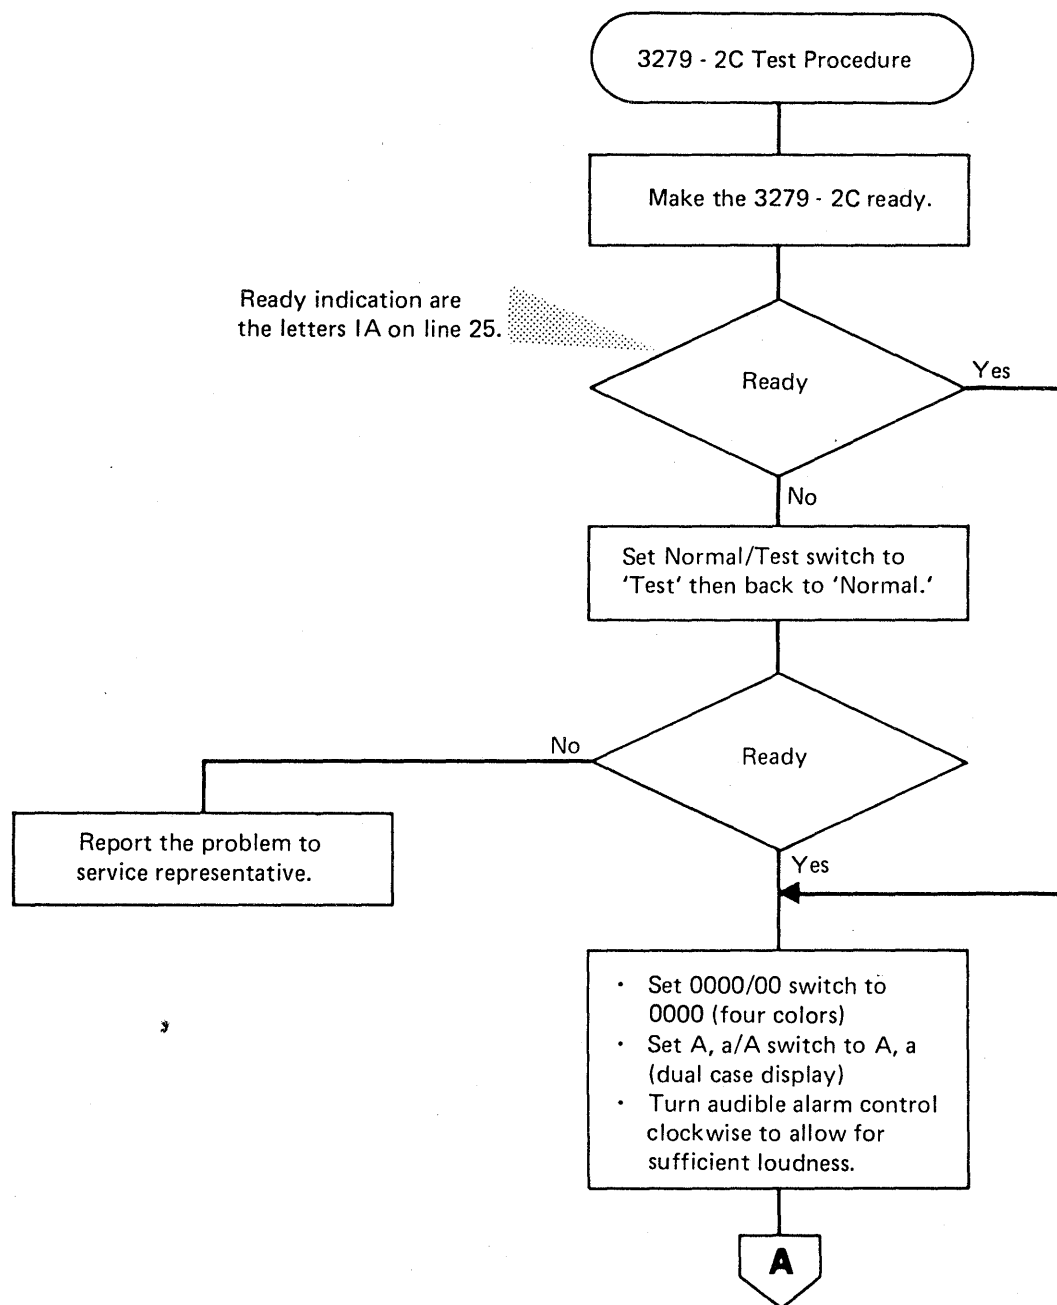 3279 - 2C Test Procedure
Make the 3279 - 2C ready.
Ready indication are
the letters IA on line 25.
Ready
Yes
No
Set Normal/Test switch to
'Test' then back to 'Normal.'
Ready
No
Report the problem to
service representative.
Yes
· Set 0000/00 switch to
0000 (four colors)
· Set A, a/A switch to A, a
(dual case display)
· Turn audible alarm control
clockwise to allow for
sufficient loudness.
A